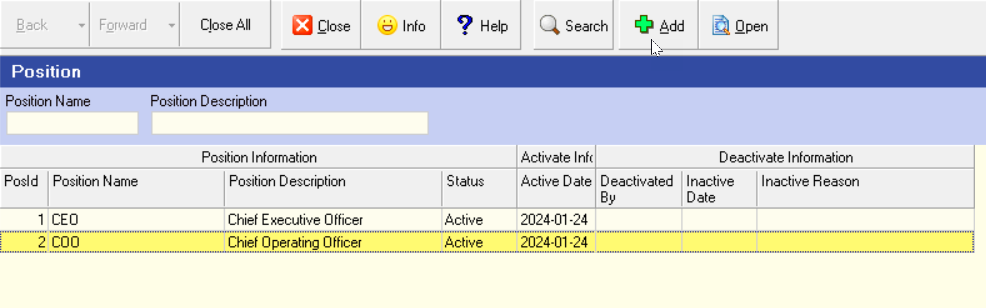 Back Forward Close All Close Info Help Search Add Open
Position
Position Name Position Description
Position Information Activate Info Deactivate Information
PosId Position Name Position Description Status Active Date Deactivated By Inactive Date Inactive Reason
1 CEO Chief Executive Officer Active 2024-01-24
2 COO Chief Operating Officer Active 2024-01-24